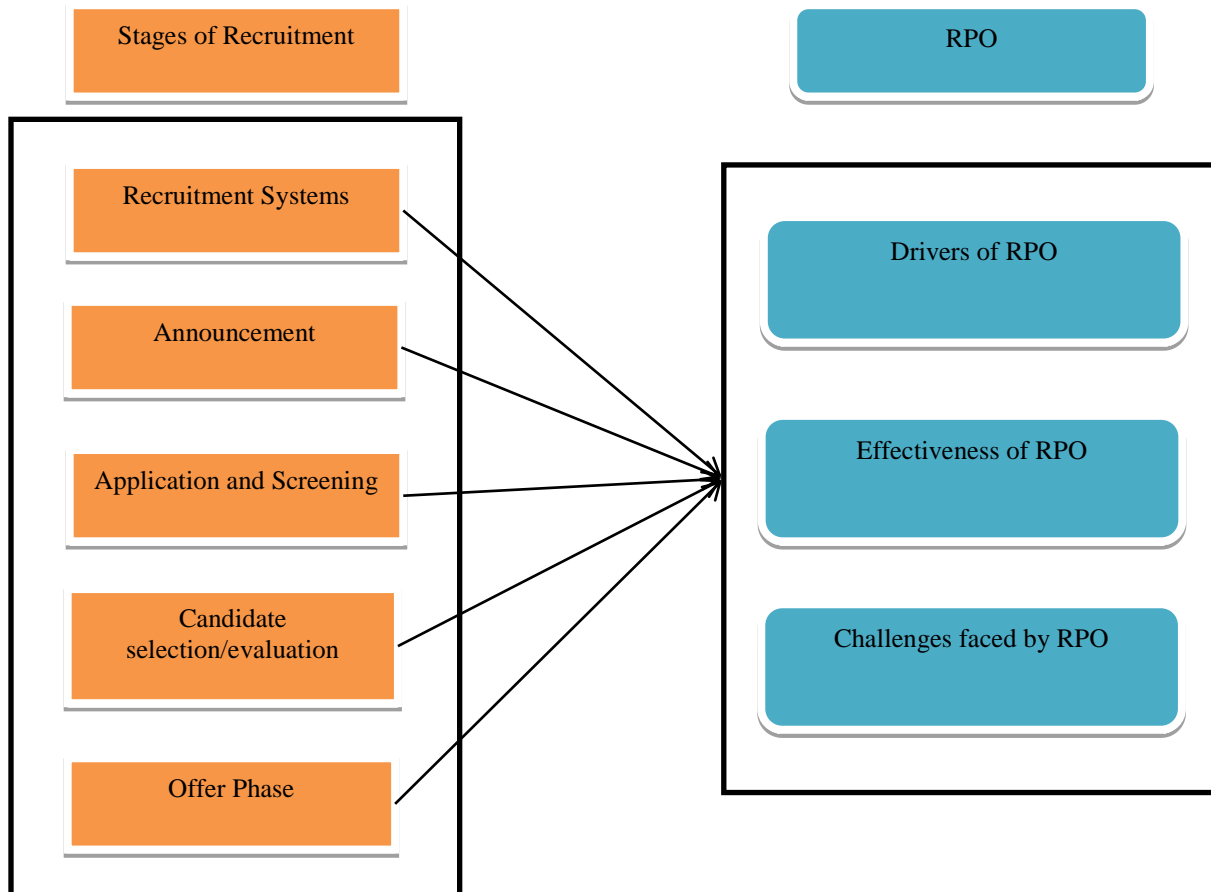 Stages of Recruitment
RPO
Recruitment Systems
Announcement
Application and Screening
Candidate
selection/evaluation
Offer Phase
Drivers of RPO
Effectiveness of RPO
Challenges faced by RPO